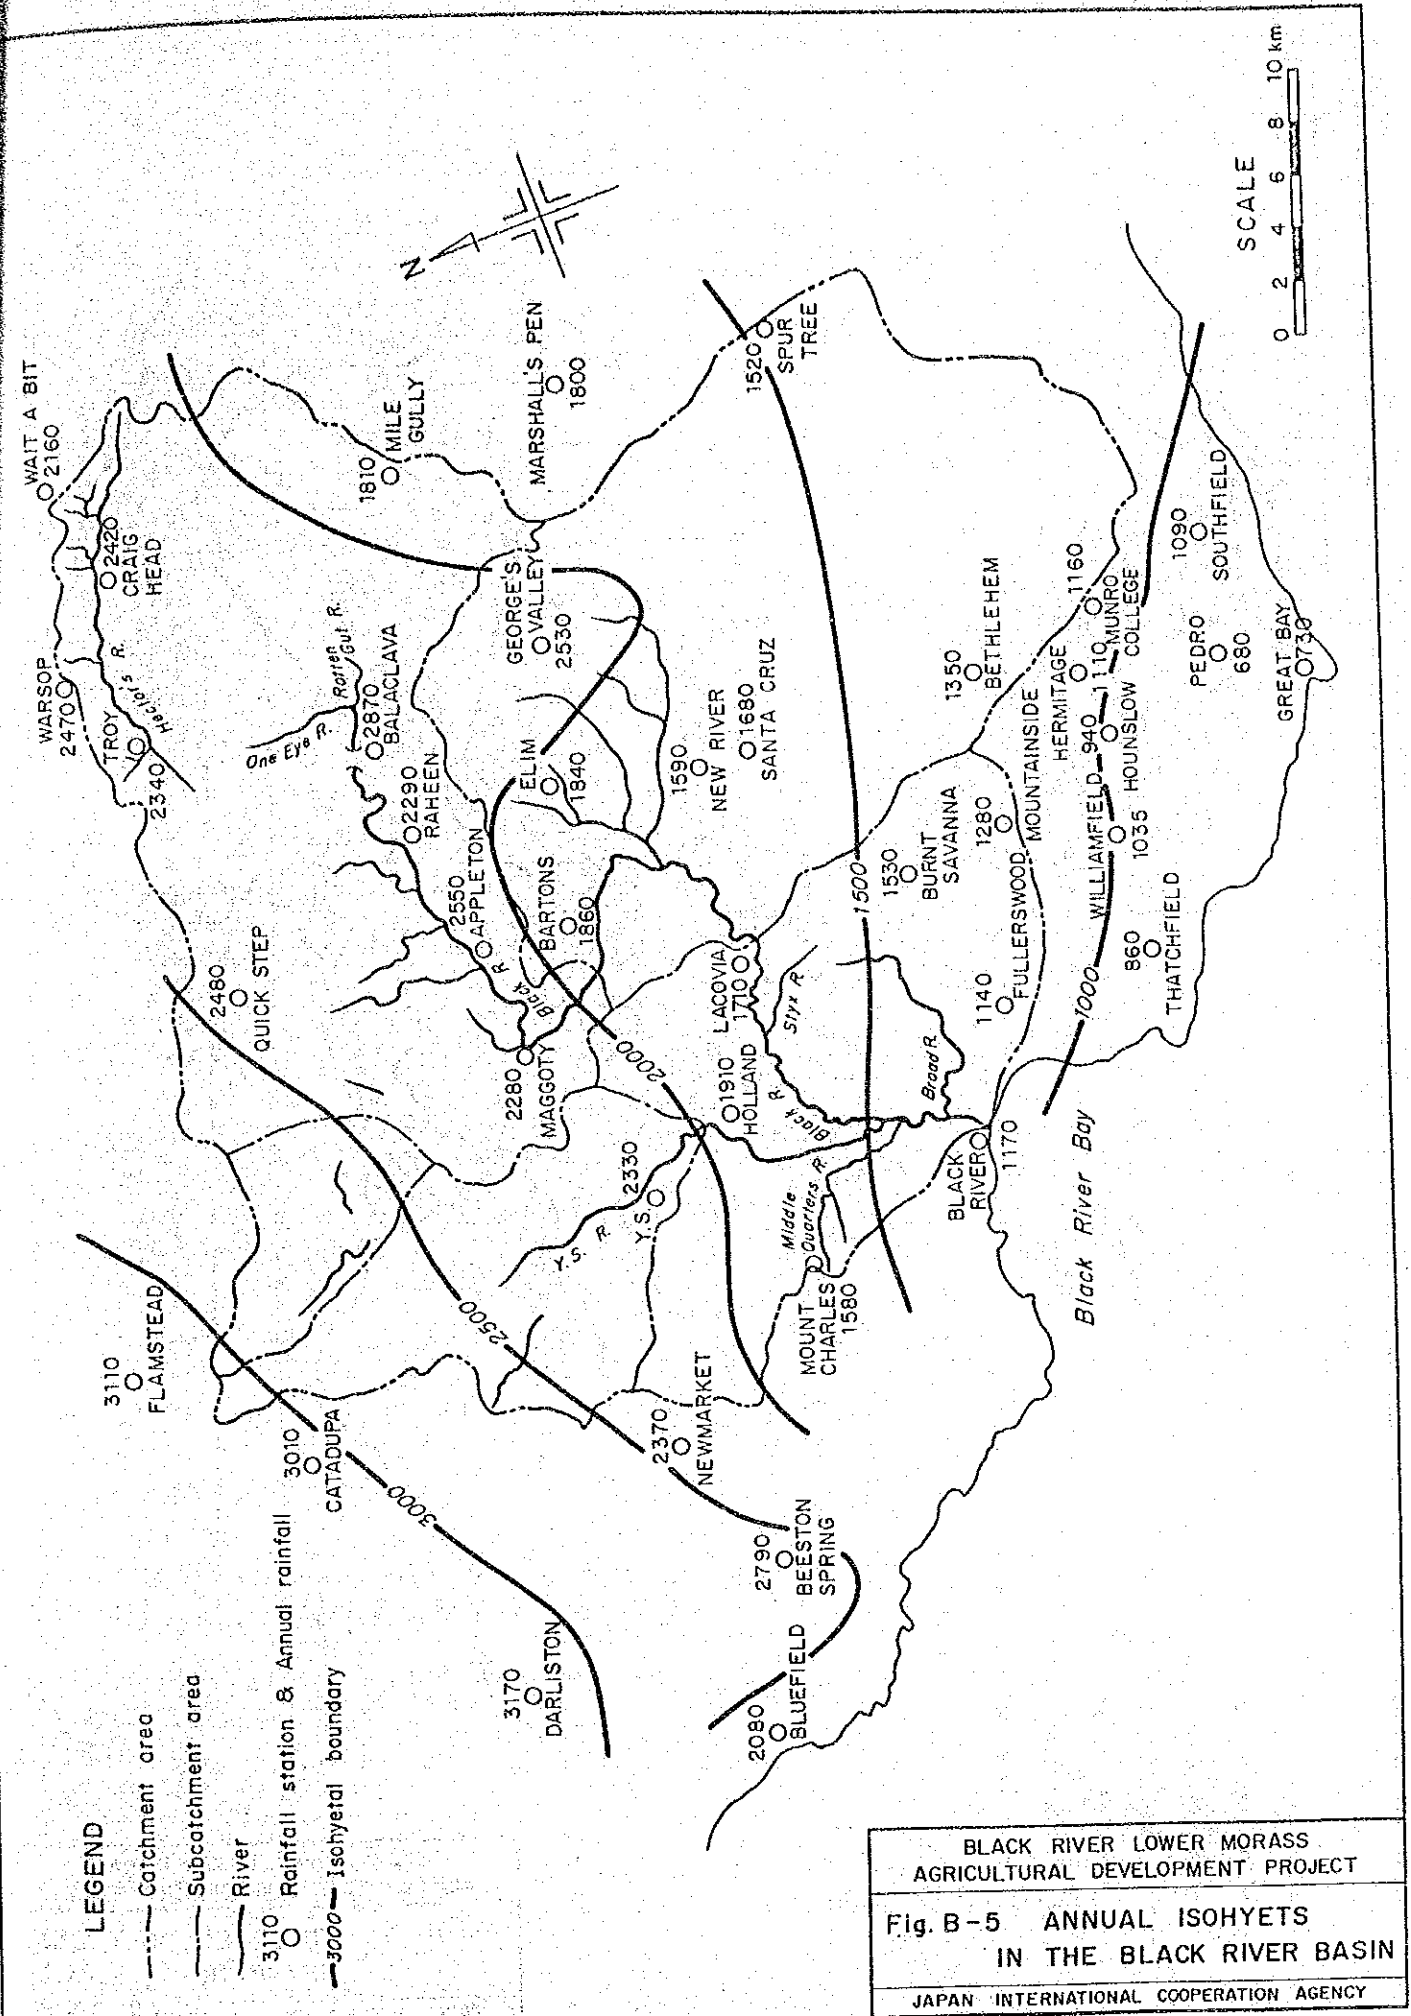 LEGEND
Catchment area
Subcatchment area
River
3110
Rainfall station & Annual rainfall
3000
Isohyetal boundary
3110
FLAMSTEAD
3010
CATADUPA
3000
3170
DARLISTON
2480
QUICK STEP
2500
2370
NEWMARKET
2790
BEESTON
SPRING
2080
BLUEFIELD
WARSOP
2470
TROY
2340
Hector's R.
WAIT A BIT
2160
2420
CRAIG
HEAD
One Eye R.
Rotten
Gut R.
2870
BALACLAVA
2290
RAHEEN
2550
APPLETON
2280
MAGGOTY
Black R.
BARTONS
1860
2000
ELIM
1840
GEORGE'S
VALLEY
2530
1810
MILE
GULLY
MARSHALL'S PEN
1800
N
1520
SPUR
TREE
1590
NEW RIVER
1680
SANTA CRUZ
LACOVIA
1710
1910
HOLLAND
2330
Y.S.
Y.S. R.
Styx R.
Black R.
Middle
Quarters R.
MOUNT
CHARLES
1580
Broad R.
1500
1530
BURNT
SAVANNA
1350
BETHLEHEM
1280
MOUNTAINSIDE
1140
FULLERSWOOD
BLACK
RIVER
1170
HERMITAGE
1110
1160
MUNRO
COLLEGE
940
HOUNSLOW
WILLIAMFIELD
1035
1000
860
THATCHFIELD
1090
SOUTHFIELD
PEDRO
680
GREAT BAY
730
Black River Bay
SCALE
0 2 4 6 8 10 km
BLACK RIVER LOWER MORASS
AGRICULTURAL DEVELOPMENT PROJECT
Fig. B-5 ANNUAL ISOHYETS
IN THE BLACK RIVER BASIN
JAPAN INTERNATIONAL COOPERATION AGENCY